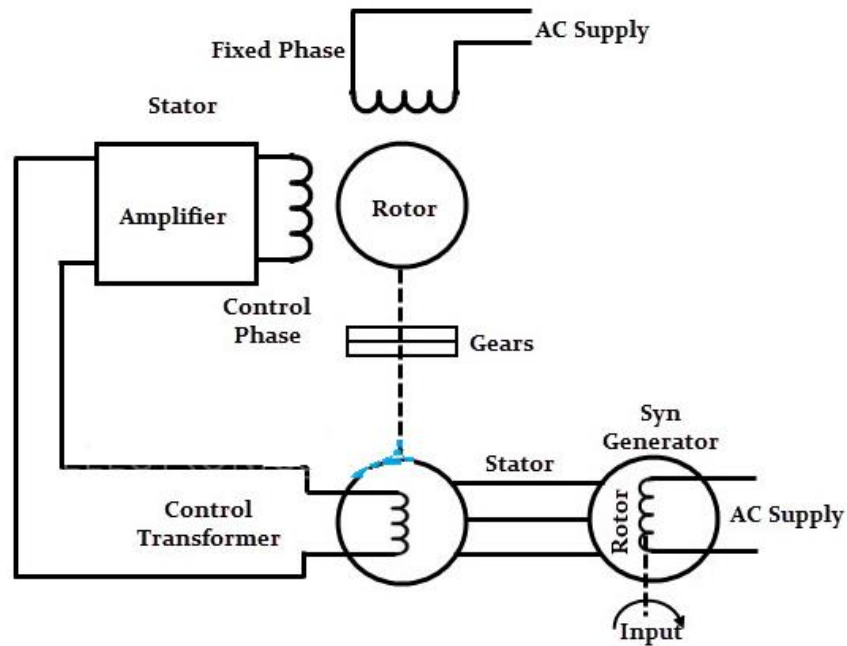 AC Supply
Fixed Phase
Stator
Amplifier
Rotor
Control
Phase
Gears
Syn
Generator
Stator
Rotor
Control
Transformer
AC Supply
Input